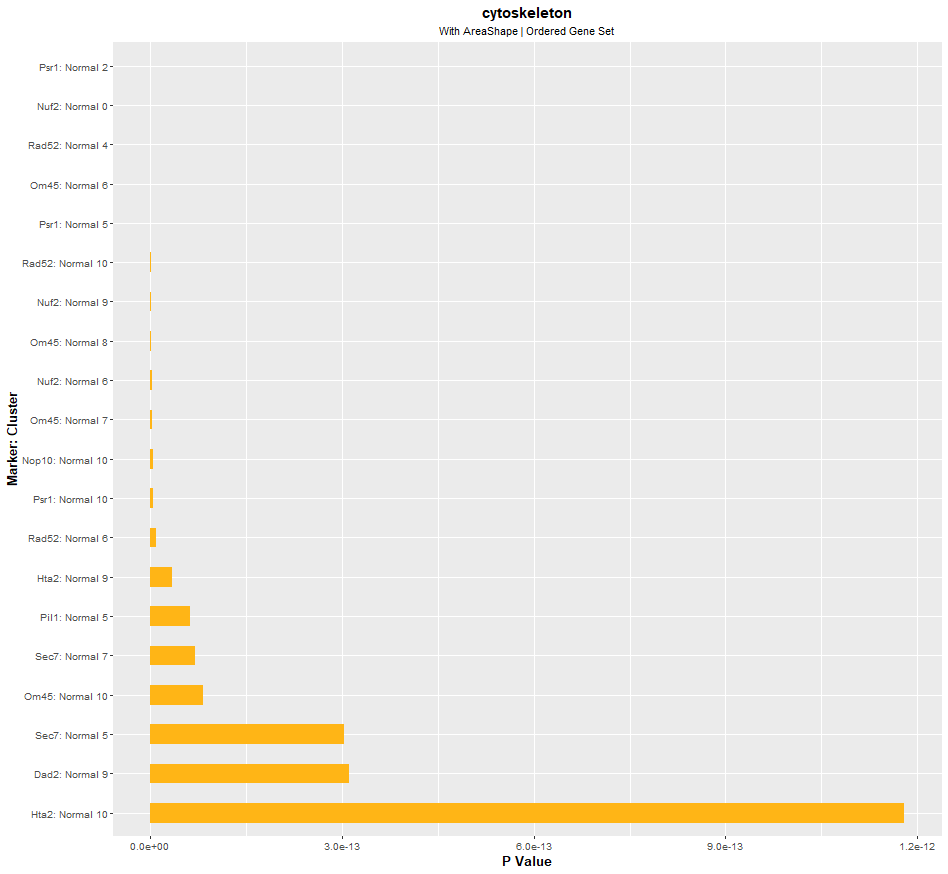 cytoskeleton
With AreaShape | Ordered Gene Set
Marker: Cluster
Psr1: Normal 2
Nuf2: Normal 0
Rad52: Normal 4
Om45: Normal 6
Psr1: Normal 5
Rad52: Normal 10
Nuf2: Normal 9
Om45: Normal 8
Nuf2: Normal 6
Om45: Normal 7
Nop10: Normal 10
Psr1: Normal 10
Rad52: Normal 6
Hta2: Normal 9
Pil1: Normal 5
Sec7: Normal 7
Om45: Normal 10
Sec7: Normal 5
Dad2: Normal 9
Hta2: Normal 10
0.0e+00 3.0e-13 6.0e-13 9.0e-13 1.2e-12
P Value